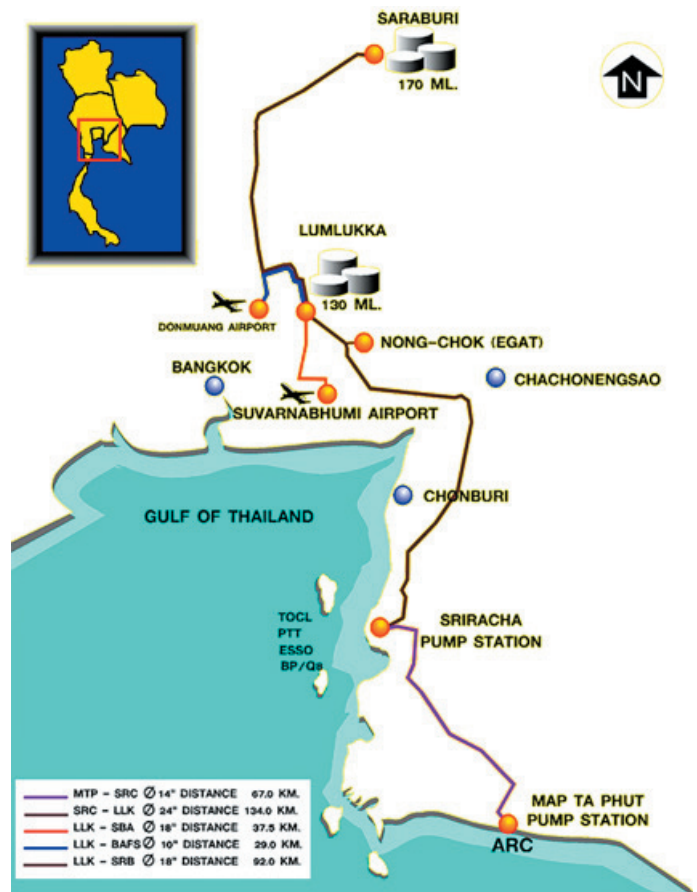 SARABURI
170 ML.
N
LUMLUKKA
130 ML.
DONMUANG AIRPORT
NONG-CHOK (EGAT)
BANGKOK
CHACHONENGSAO
SUVARNABHUMI AIRPORT
CHONBURI
GULF OF THAILAND
TOCL
PTT
ESSO
BP/Q8
SRIRACHA
PUMP STATION
MAP TA PHUT
PUMP STATION
ARC
MTP - SRC Ø 14" DISTANCE 67.0 KM.
SRC - LLK Ø 24" DISTANCE 134.0 KM.
LLK - SBA Ø 18" DISTANCE 37.5 KM.
LLK - BAFS Ø 10" DISTANCE 29.0 KM.
LLK - SRB Ø 18" DISTANCE 92.0 KM.